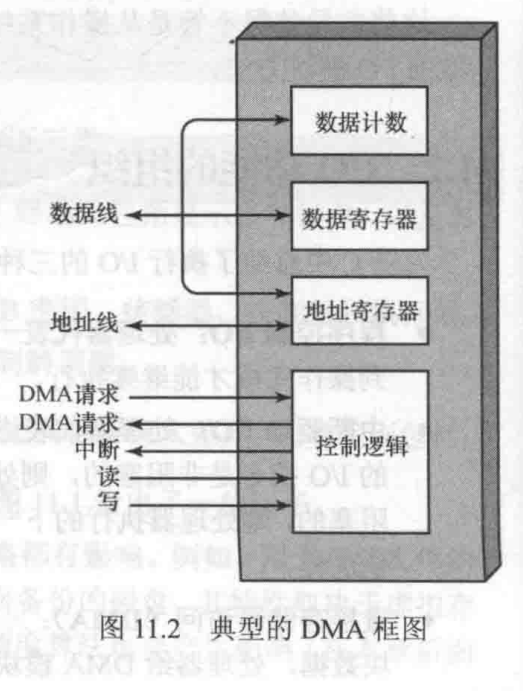 数据计数
数据线
数据寄存器
地址寄存器
地址线
DMA请求
DMA请求
中断
读
写
控制逻辑
图 11.2 典型的 DMA 框图